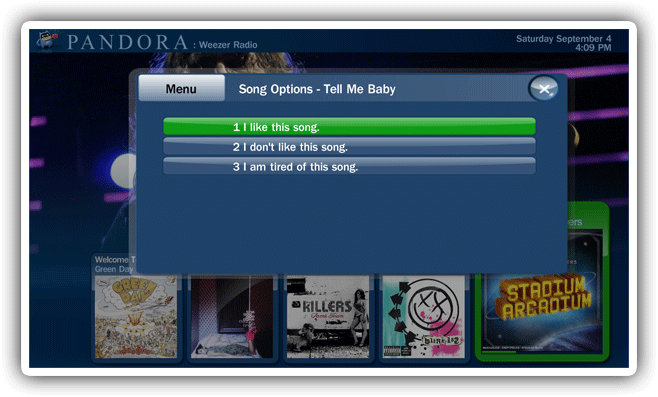 PANDORA : Weezer Radio
Saturday September 4
4:09 PM
Menu
Song Options - Tell Me Baby
1 I like this song.
2 I don't like this song.
3 I am tired of this song.
Welcome T
Green Day
ers
KILLERS
blink-182
STADIUM
ARCADIUM